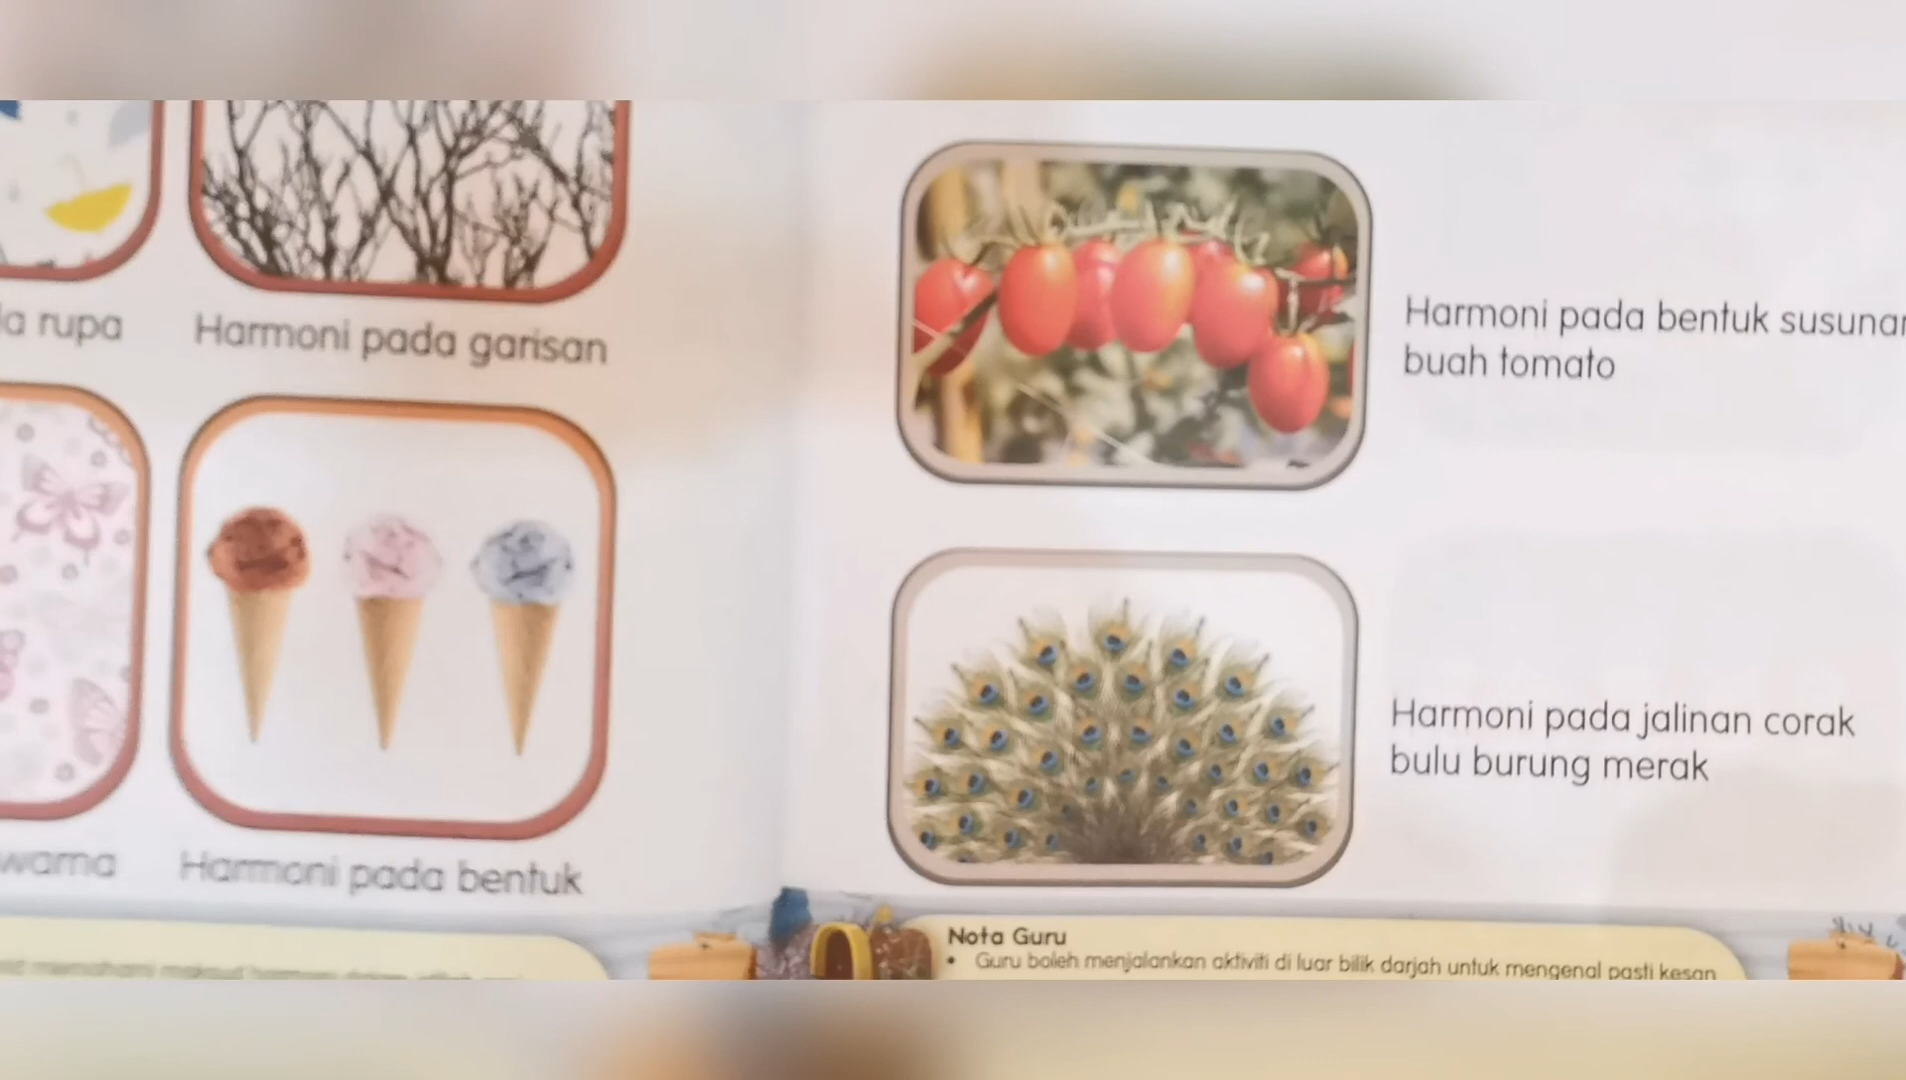 rupa
Harmoni pada garisan
warna
Harmoni pada bentuk
Harmoni pada bentuk susunan
buah tomato
Harmoni pada jalinan corak
bulu burung merak
Nota Guru
• Guru boleh menjalankan aktiviti di luar bilik darjah untuk mengenal pasti kesan